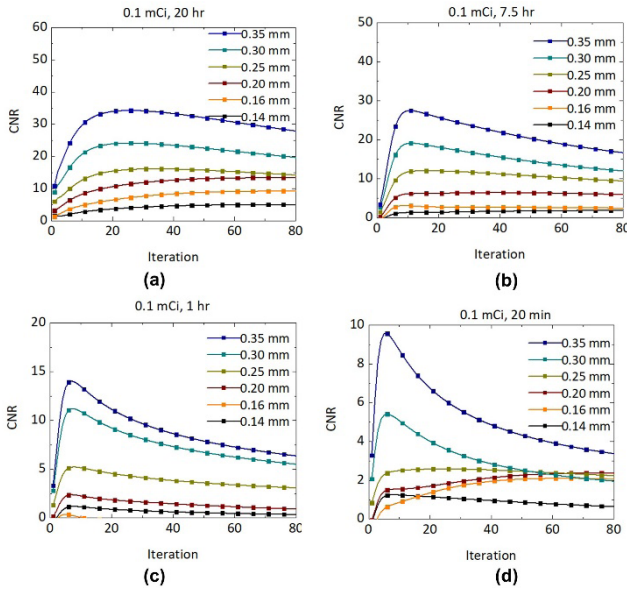 0.1 mCi, 20 hr
60
50
40
30
20
10
0
CNR
0.35 mm
0.30 mm
0.25 mm
0.20 mm
0.16 mm
0.14 mm
0 20 40 60 80
Iteration
(a)
0.1 mCi, 7.5 hr
50
40
30
20
10
0
CNR
0.35 mm
0.30 mm
0.25 mm
0.20 mm
0.16 mm
0.14 mm
0 20 40 60 80
Iteration
(b)
0.1 mCi, 1 hr
20
15
10
5
0
CNR
0.35 mm
0.30 mm
0.25 mm
0.20 mm
0.16 mm
0.14 mm
0 20 40 60 80
Iteration
(c)
0.1 mCi, 20 min
10
8
6
4
2
0
CNR
0.35 mm
0.30 mm
0.25 mm
0.20 mm
0.16 mm
0.14 mm
0 20 40 60 80
Iteration
(d)